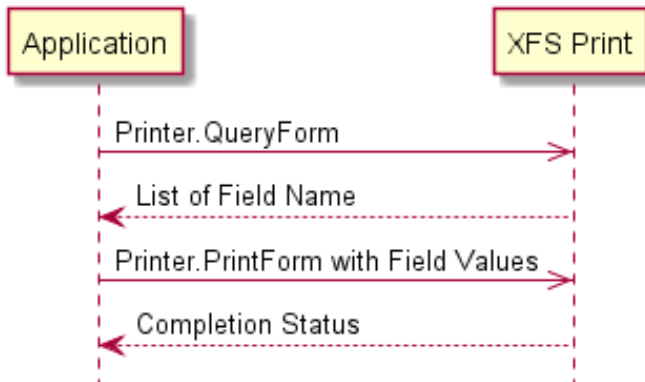 Application
XFS Print
Printer.QueryForm
List of Field Name
Printer.PrintForm with Field Values
Completion Status